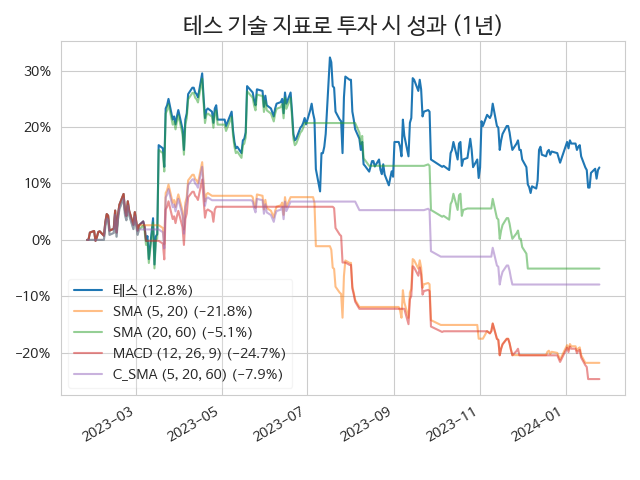 테스 기술 지표로 투자 시 성과 (1년)
30%
20%
10%
0%
−10%
−20%
테스 (12.8%)
SMA (5, 20) (−21.8%)
SMA (20, 60) (−5.1%)
MACD (12, 26, 9) (−24.7%)
C_SMA (5, 20, 60) (−7.9%)
2023−03
2023−05
2023−07
2023−09
2023−11
2024−01